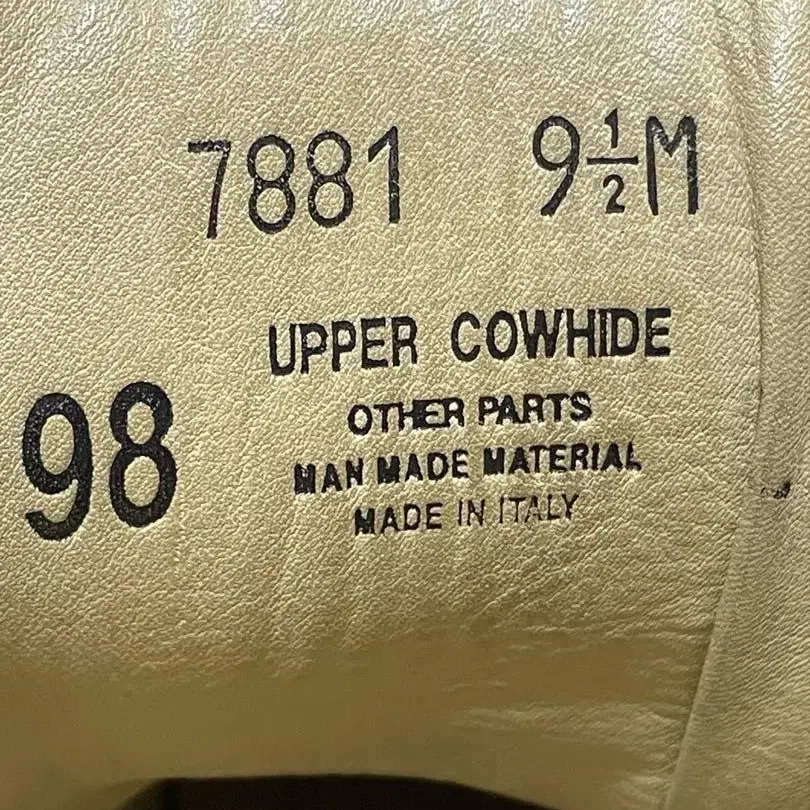 7881 9½M
UPPER COWHIDE
98
OTHER PARTS
MAN MADE MATERIAL
MADE IN ITALY